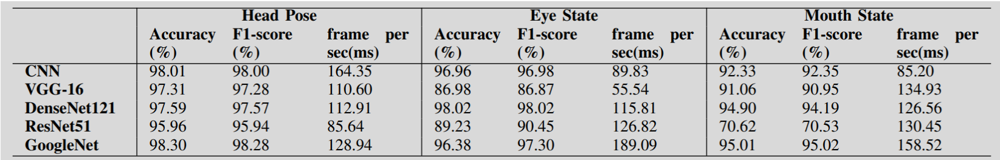 Head Pose Eye State Mouth State
Accuracy F1-score frame per Accuracy F1-score frame per Accuracy F1-score frame per
(%) (%) sec(ms) (%) (%) sec(ms) (%) (%) sec(ms)
CNN 98.01 98.00 164.35 96.96 96.98 89.83 92.33 92.35 85.20
VGG-16 97.31 97.28 110.60 86.98 86.87 55.54 91.06 90.95 134.93
DenseNet121 97.59 97.57 112.91 98.02 98.02 115.81 94.90 94.19 126.56
ResNet51 95.96 95.94 85.64 89.23 90.45 126.82 70.62 70.53 130.45
GoogleNet 98.30 98.28 128.94 96.38 97.30 189.09 95.01 95.02 158.52